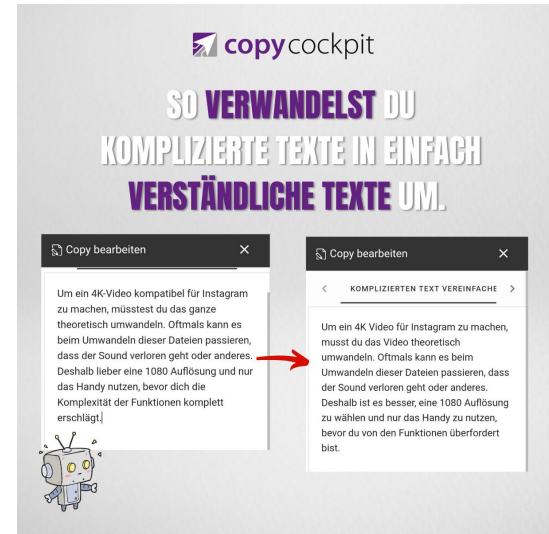 copycockpit
SO VERWANDELST DU
KOMPLIZIERTE TEXTE IN EINFACH
VERSTÄNDLICHE TEXTE UM.
Copy bearbeiten
Um ein 4K-Video kompatibel für Instagram
zu machen, müsstest du das ganze
theoretisch umwandeln. Oftmals kann es
beim Umwandeln dieser Dateien passieren,
dass der Sound verloren geht oder anderes.
Deshalb lieber eine 1080 Auflösung und nur
das Handy nutzen, bevor dich die
Komplexität der Funktionen komplett
erschlägt.
Copy bearbeiten
KOMPLIZIERTEN TEXT VEREINFACHE
Um ein 4K Video für Instagram zu machen,
musst du das Video theoretisch
umwandeln. Oftmals kann es beim
Umwandeln dieser Dateien passieren, dass
der Sound verloren geht oder anderes.
Deshalb ist es besser, eine 1080 Auflösung
zu wählen und nur das Handy zu nutzen,
bevor du von den Funktionen überfordert
bist.